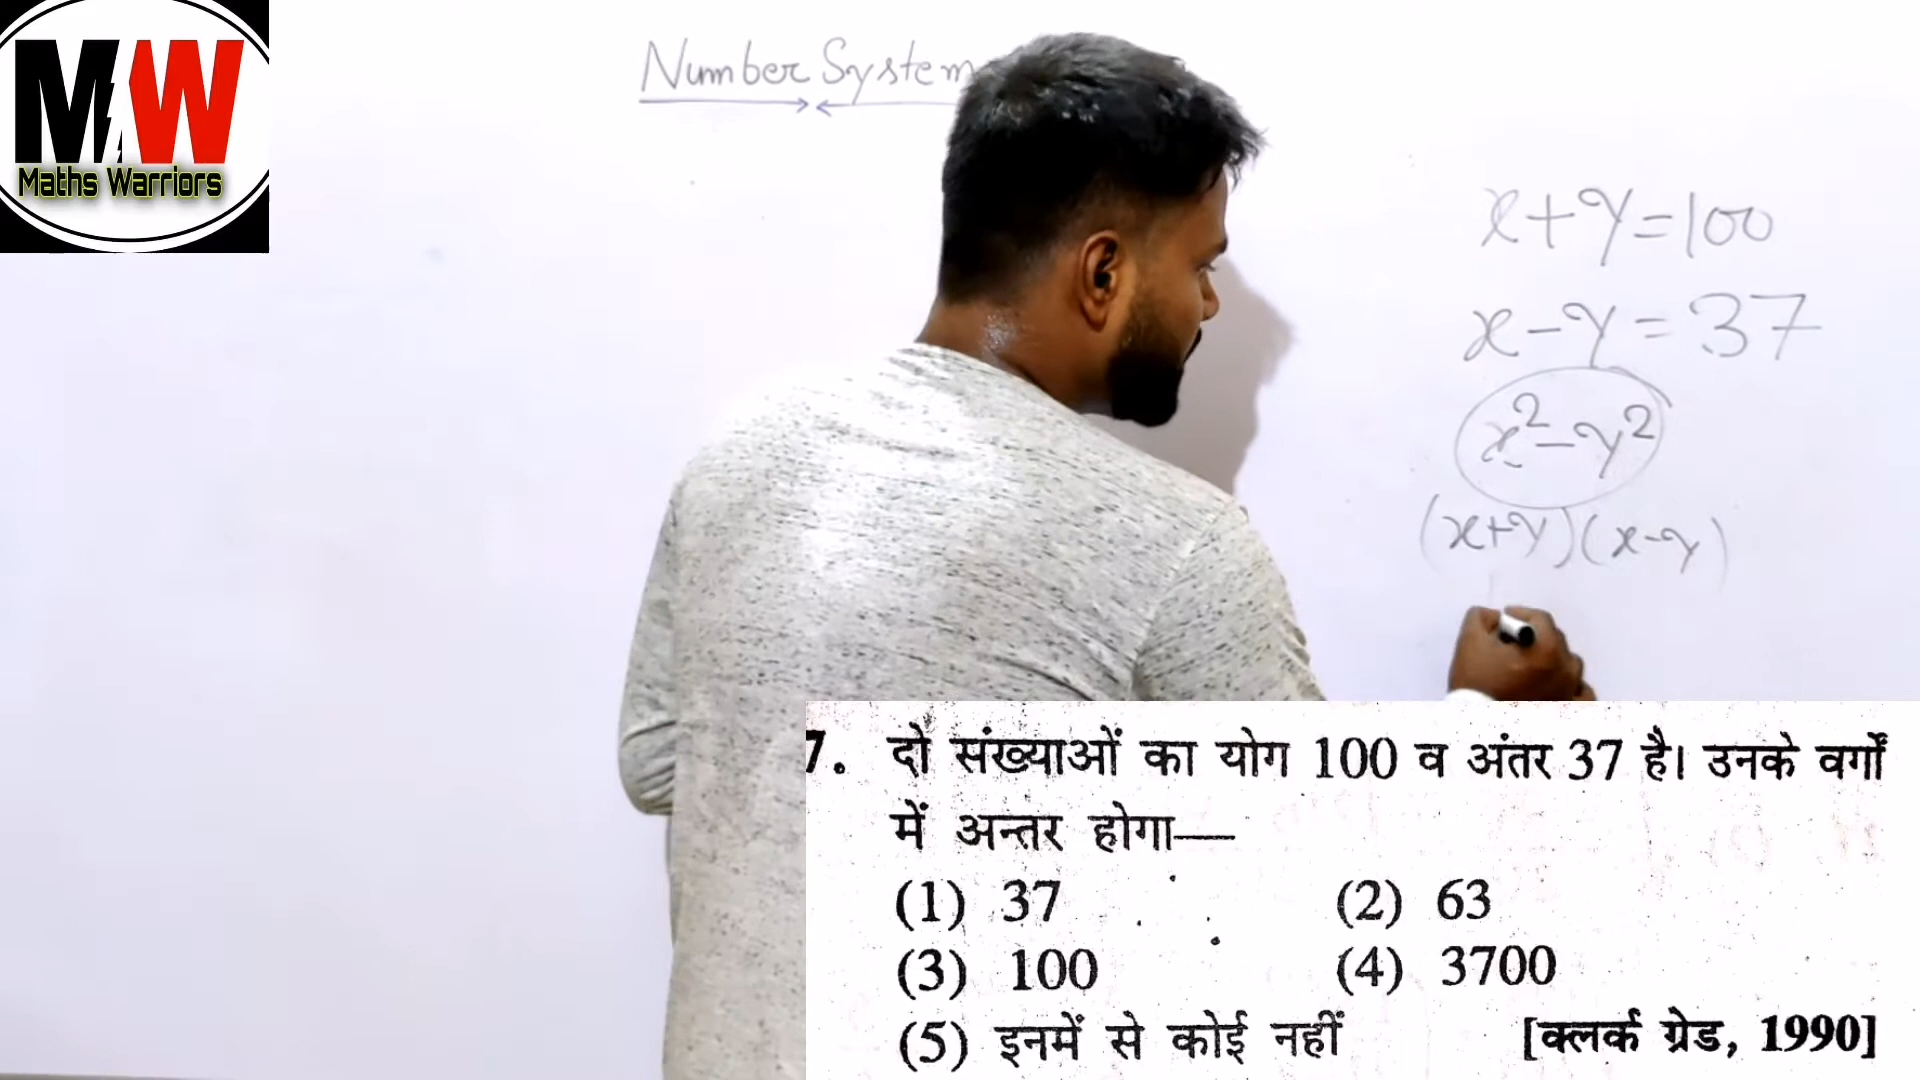 MW
Maths Warriors
Number System
x+y=100
x-y=37
x²-y²
(x+y)(x-y)
7. दो संख्याओं का योग 100 व अंतर 37 है। उनके वर्गों
में अन्तर होगा—
(1) 37 (2) 63
(3) 100 (4) 3700
(5) इनमें से कोई नहीं [क्लर्क ग्रेड, 1990]